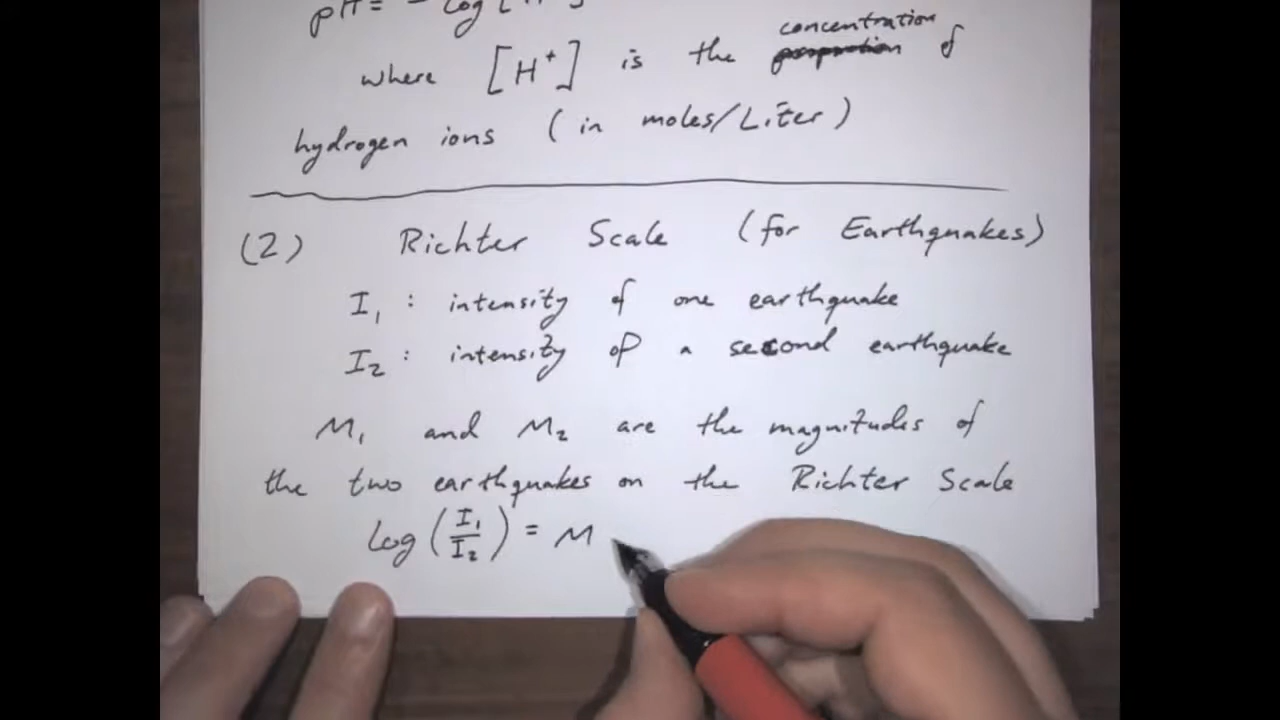 pH = - log [H
where [H⁺] is the concentration of
hydrogen ions (in moles/Liter)
(2) Richter Scale (for Earthquakes)
I₁ : intensity of one earthquake
I₂ : intensity of a second earthquake
M₁ and M₂ are the magnitudes of
the two earthquakes on the Richter Scale
Log (I₁/I₂) = M